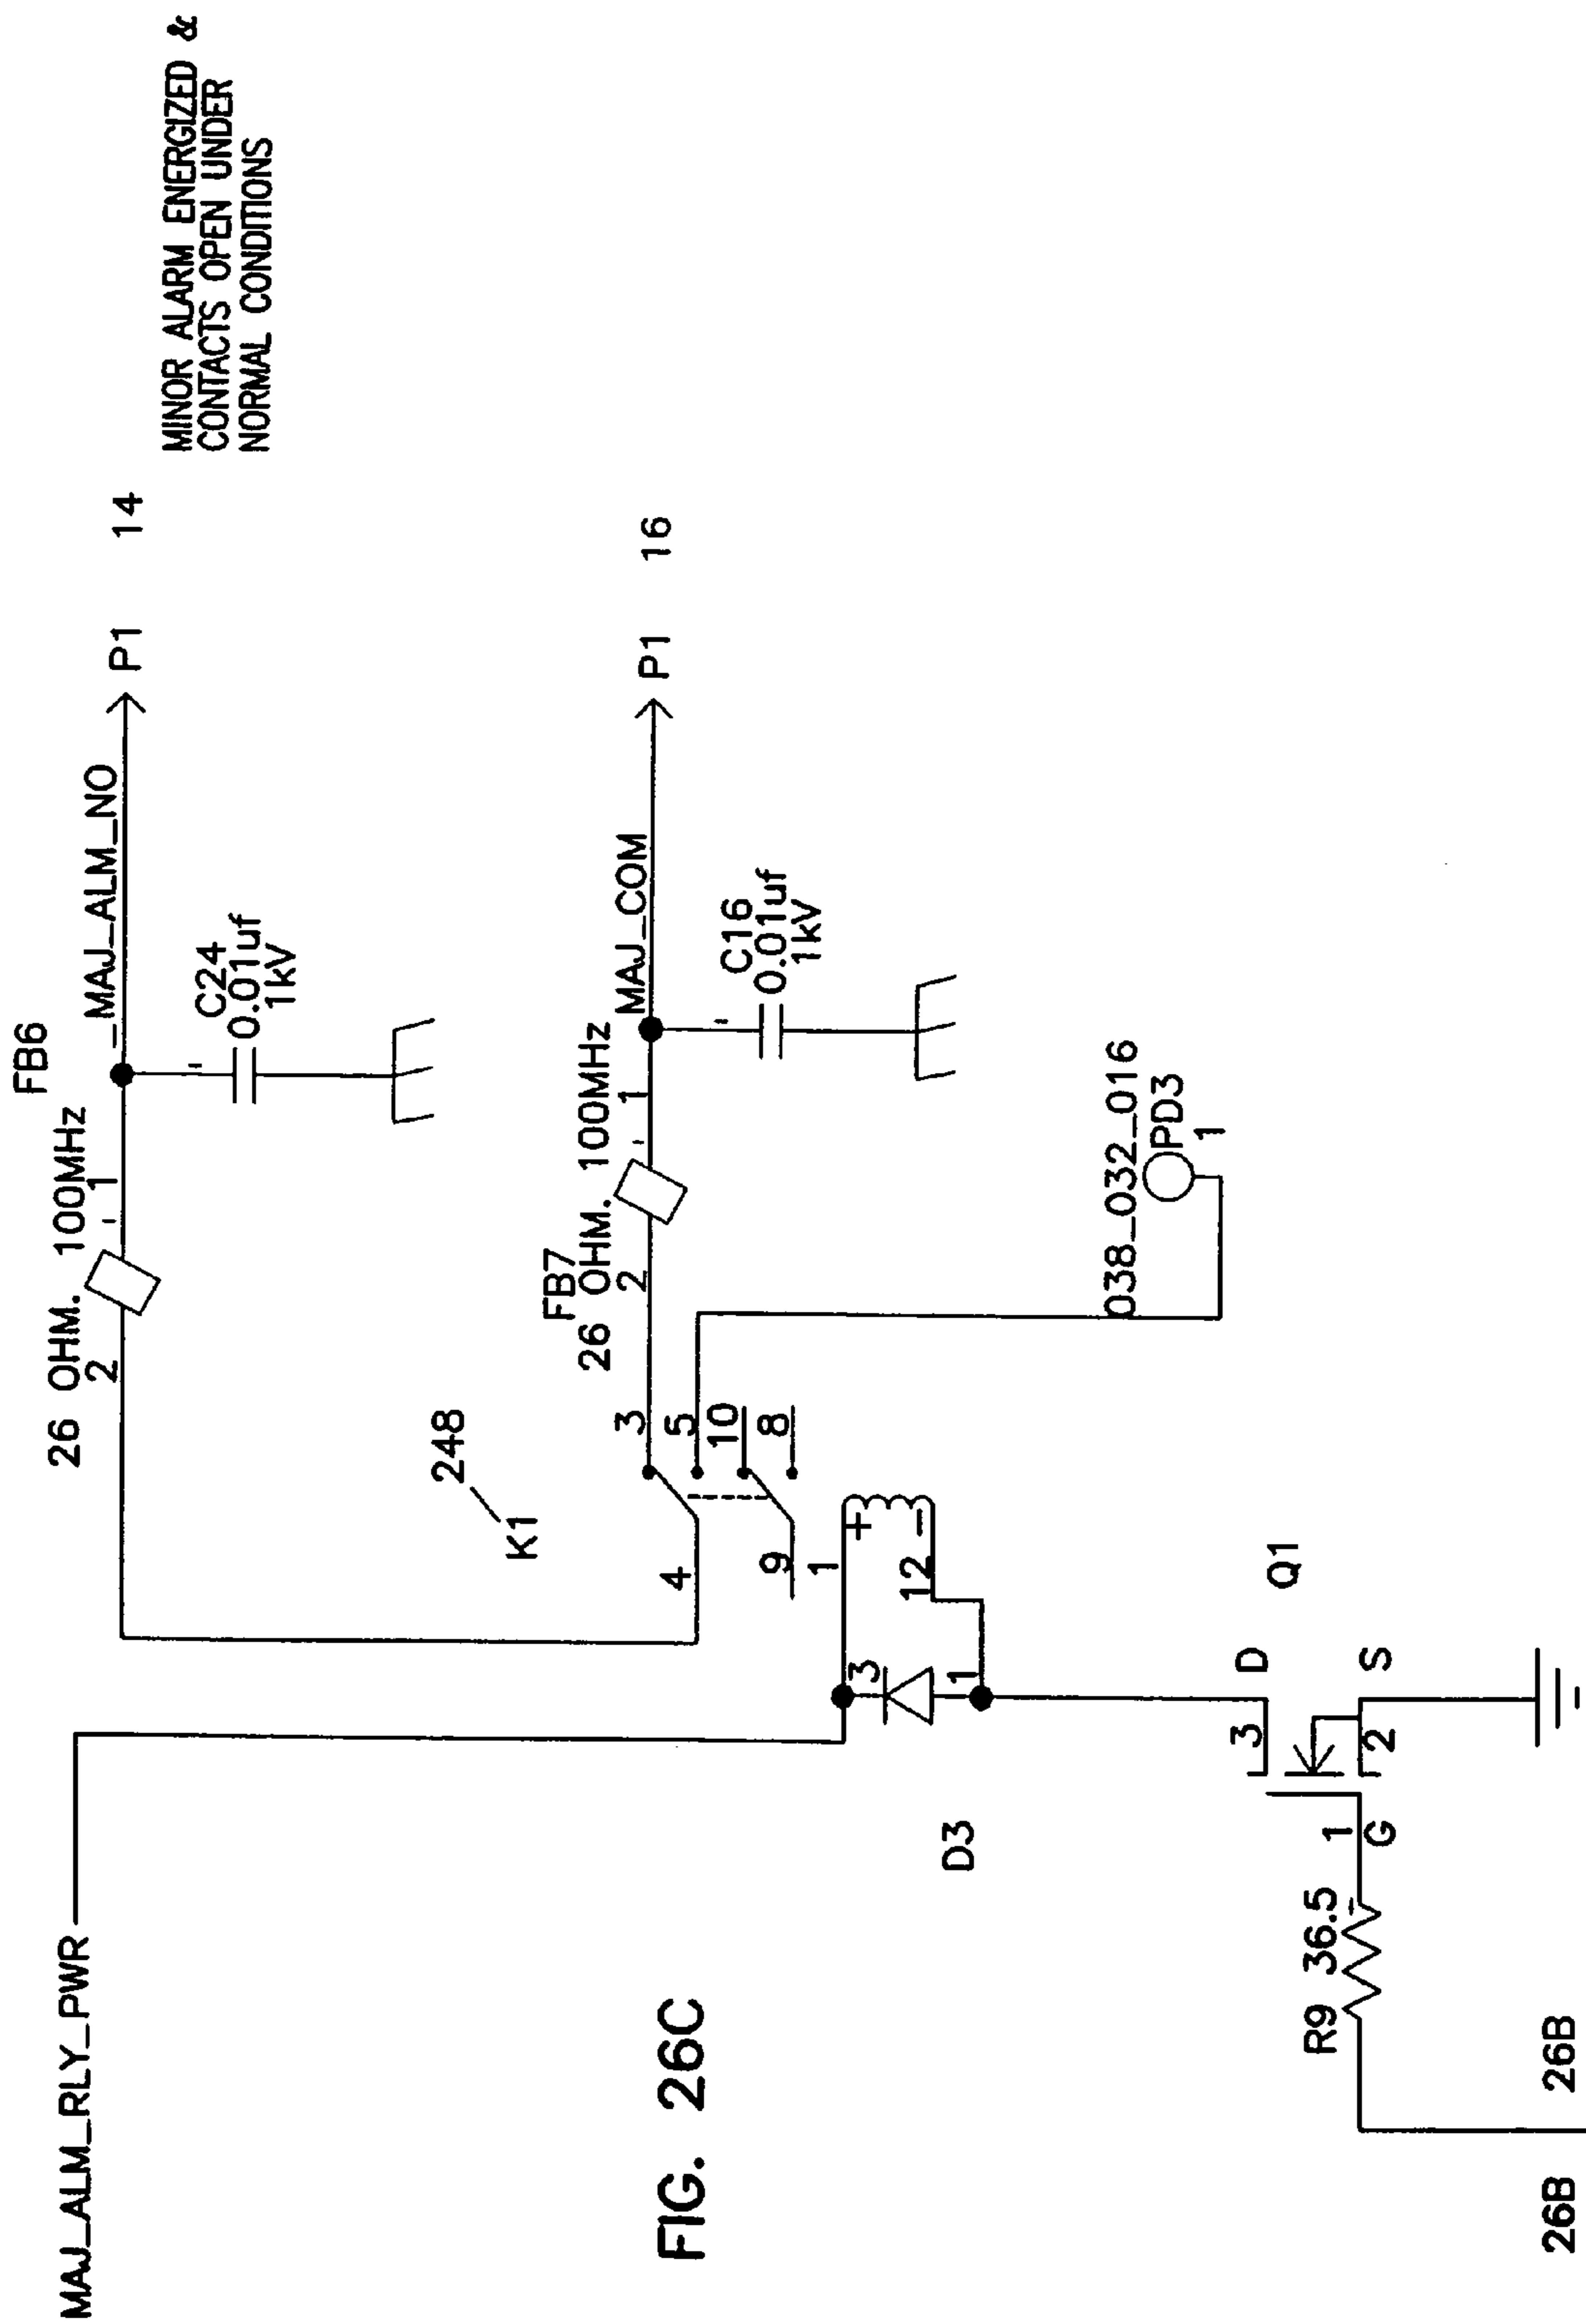 MAJ_ALM_RLY_PWR
26 OHM. 100MHz
FB6
2
1
_MAJ_ALM_NO
P1
14
MINOR ALARM ENERGIZED &
CONTACTS OPEN UNDER
NORMAL CONDITIONS
C24
0.01uf
1kV
248
K1
FB7
26 OHM. 100MHz
2
1
MAJ_COM
P1
16
C16
0.01uf
1kV
3
4
5
10
8
9
1
+
12
-
3
1
D3
038_032_016
PD3
1
FIG. 26C
Q1
D
3
S
2
1
G
R9 36.5
26B
26B